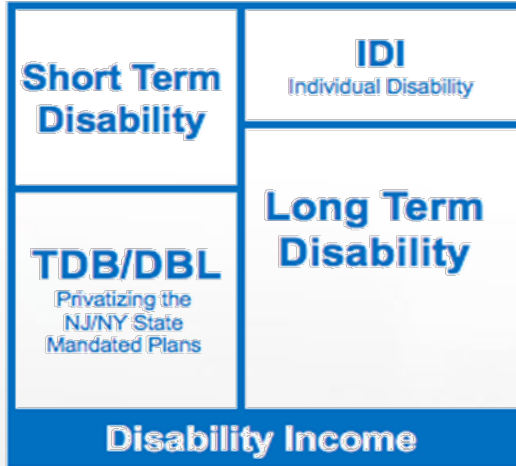 Short Term
Disability
IDI
Individual Disability
TDB/DBL
Privatizing the
NJ/NY State
Mandated Plans
Long Term
Disability
Disability Income